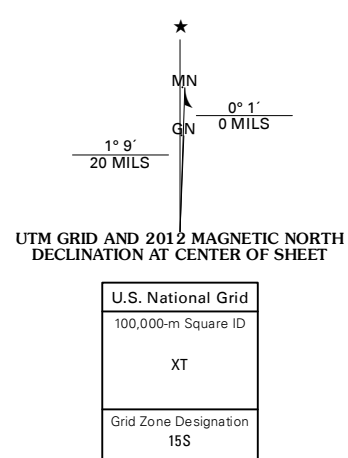 ★
MN
0° 1´
0 MILS
GN
1° 9´
20 MILS
UTM GRID AND 2012 MAGNETIC NORTH
DECLINATION AT CENTER OF SHEET
U.S. National Grid
100,000-m Square ID
XT
Grid Zone Designation
15S